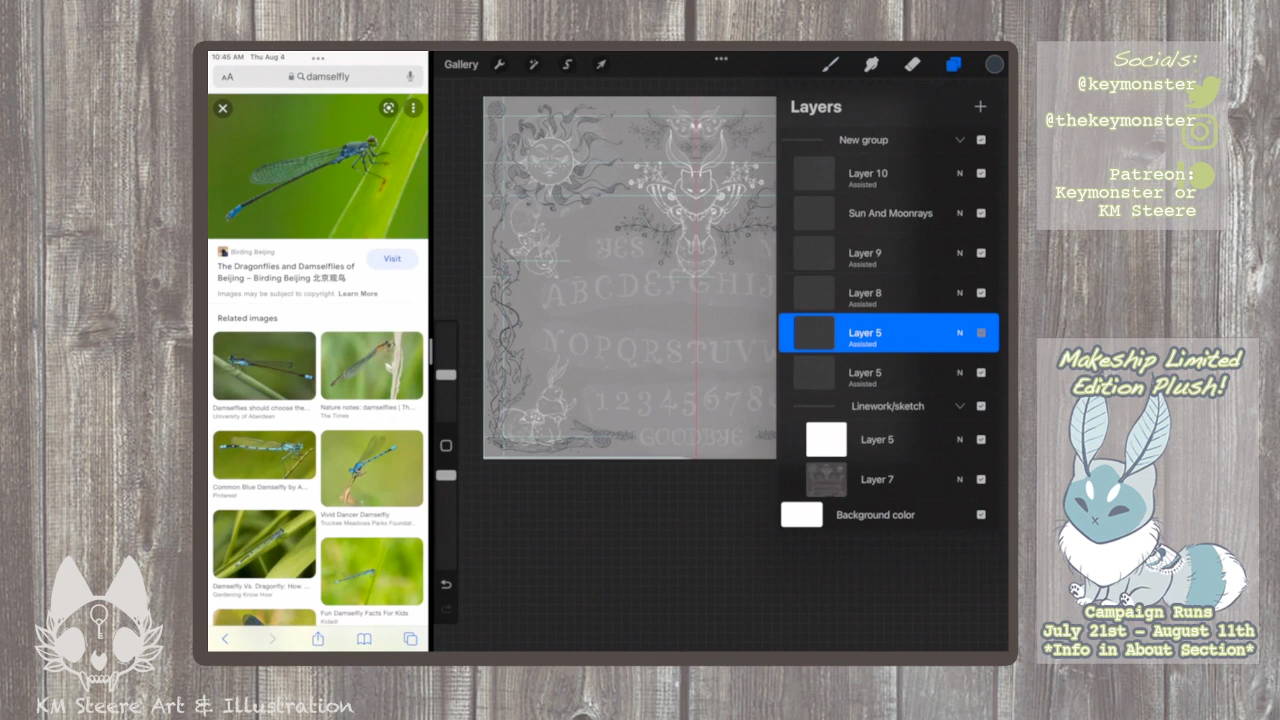 10:45 AM Thu Aug 4
AA
damselfly
Birding Beijing
The Dragonflies and Damselflies of
Beijing – Birding Beijing 北京观鸟
Visit
Images may be subject to copyright. Learn More
Related images
Damselflies should choose the...
University of Aberdeen
Nature notes: damselflies | Th...
The Times
Common Blue Damselfly by A...
Pinterest
Vivid Dancer Damselfly
Truckee Meadows Parks Foundat...
Damselfly Vs. Dragonfly: How ...
Gardening Know How
Fun Damselfly Facts For Kids
Kidadl
Gallery
YES
ABCDEFGHIJ
NOPQRSTUVW
12345678
GOODBYE
Layers
New group
Layer 10
N
Assisted
Sun And Moonrays
N
Layer 9
N
Assisted
Layer 8
N
Assisted
Layer 5
N
Assisted
Layer 5
N
Assisted
Linework/sketch
Layer 5
N
Layer 7
N
Background color
Socials:
@keymonster
@thekeymonster
Patreon:
Keymonster or
KM Steere
Makeship Limited
Edition Plush!
Campaign Runs
July 21st – August 11th
*Info in About Section*
KM Steere Art & Illustration